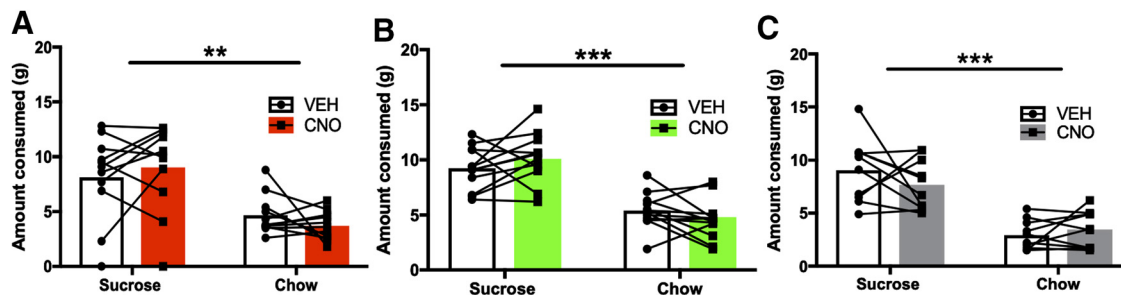 A
**
Amount consumed (g)
20
15
10
5
0
VEH
CNO
Sucrose
Chow
B
***
Amount consumed (g)
20
15
10
5
0
VEH
CNO
Sucrose
Chow
C
***
Amount consumed (g)
20
15
10
5
0
VEH
CNO
Sucrose
Chow